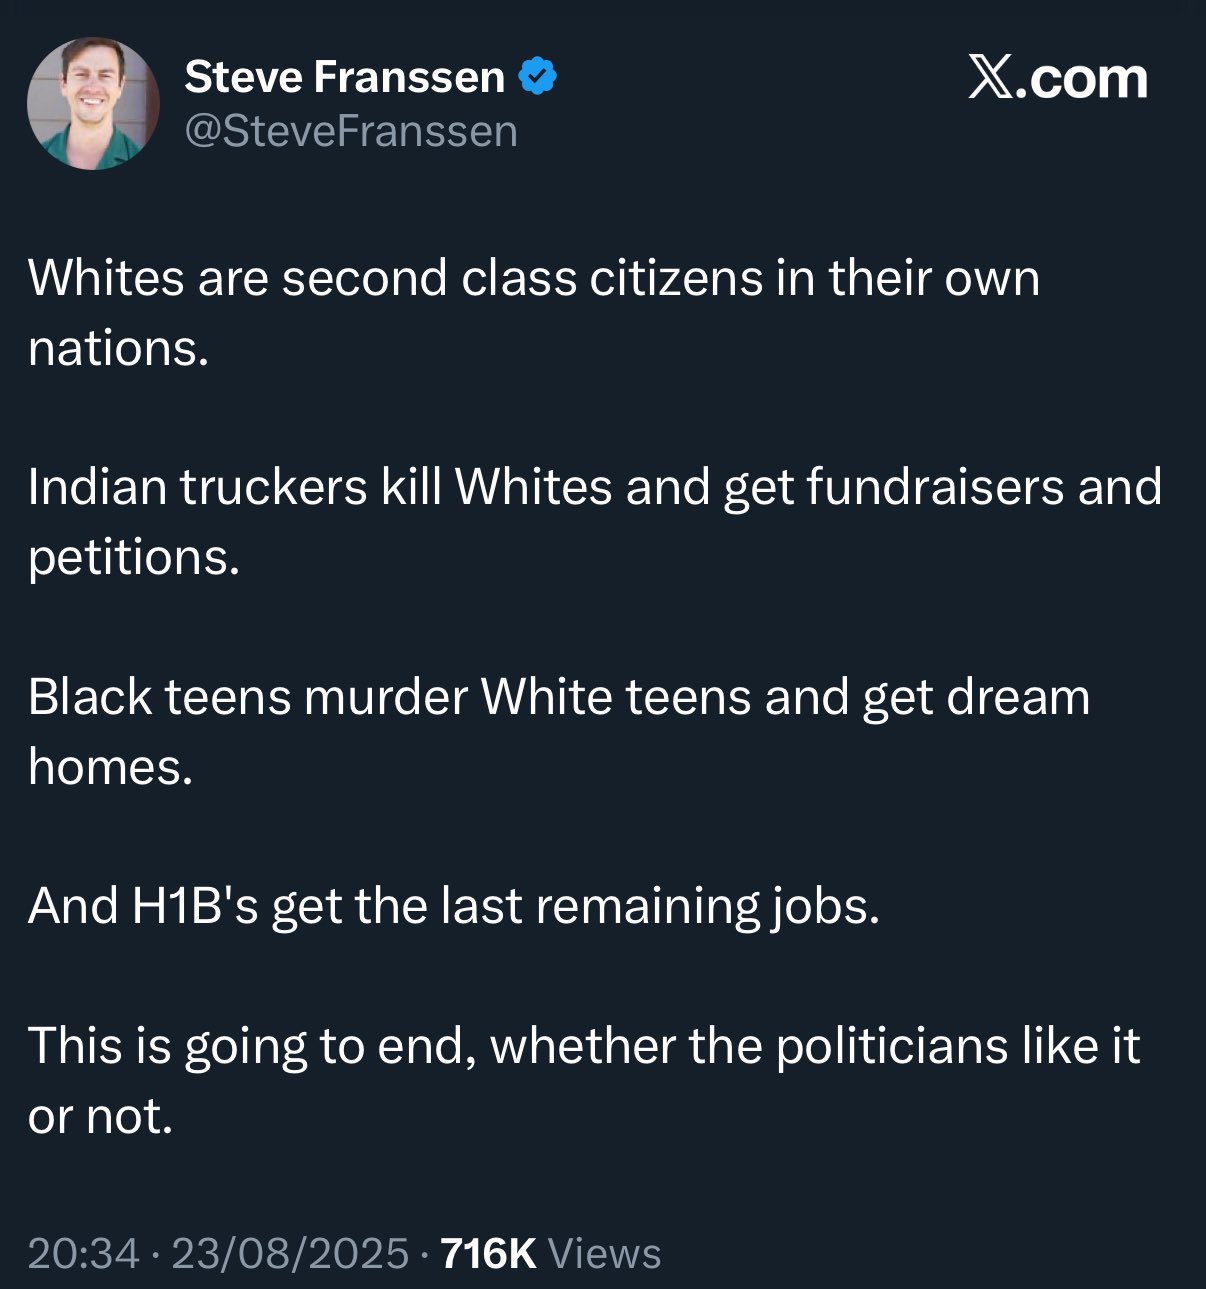 Steve Franssen
X.com
@SteveFranssen
Whites are second class citizens in their own
nations.
Indian truckers kill Whites and get fundraisers and
petitions.
Black teens murder White teens and get dream
homes.
And H1B's get the last remaining jobs.
This is going to end, whether the politicians like it
or not.
20:34 · 23/08/2025 · 716K Views